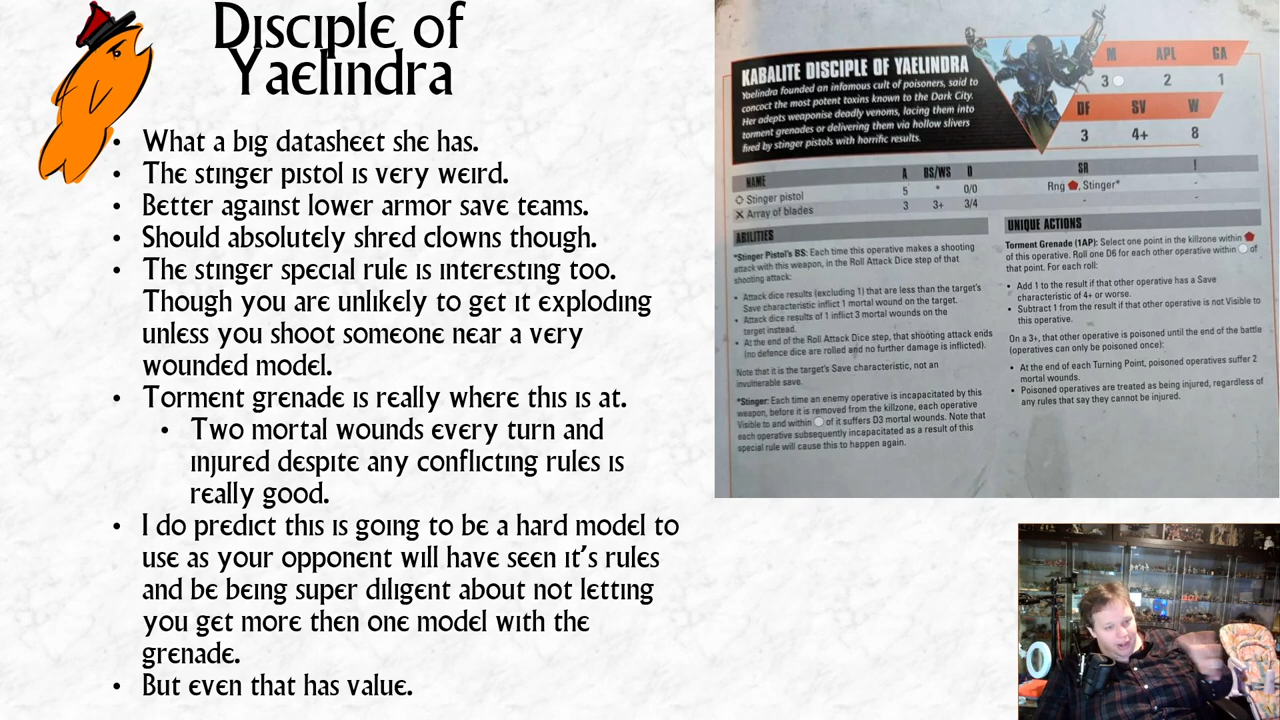 Disciple of
Yaelindra
• What a big datasheet she has.
• The stinger pistol is very weird.
• Better against lower armor save teams.
• Should absolutely shred clowns though.
• The stinger special rule is interesting too.
Though you are unlikely to get it exploding
unless you shoot someone near a very
wounded model.
• Torment grenade is really where this is at.
• Two mortal wounds every turn and
injured despite any conflicting rules is
really good.
• I do predict this is going to be a hard model to
use as your opponent will have seen it's rules
and be being super diligent about not letting
you get more then one model with the
grenade.
• But even that has value.
KABALITE DISCIPLE OF YAELINDRA
Yaelindra founded an infamous cult of poisoners, said to
concoct the most potent toxins known to the Dark City.
Her adepts weaponise deadly venoms, lacing them into
torment grenades or delivering them via hollow slivers
fired by stinger pistols with horrific results.
M APL GA
3 2 1
DF SV W
3 4+ 8
NAME A BS/WS D SR !
Stinger pistol 5 * 0/0 Rng, Stinger* -
Array of blades 3 3+ 3/4 - -
ABILITIES
*Stinger Pistol's BS: Each time this operative makes a shooting
attack with this weapon, in the Roll Attack Dice step of that
shooting attack:
• Attack dice results (excluding 1) that are less than the target's
Save characteristic inflict 1 mortal wound on the target.
• Attack dice results of 1 inflict 3 mortal wounds on the
target instead.
• At the end of the Roll Attack Dice step, that shooting attack ends
(no defence dice are rolled and no further damage is inflicted).
Note that it is the target's Save characteristic, not an
invulnerable save.
*Stinger: Each time an enemy operative is incapacitated by this
weapon, before it is removed from the killzone, each operative
Visible to and within of it suffers D3 mortal wounds. Note that
each operative subsequently incapacitated as a result of this
special rule will cause this to happen again.
UNIQUE ACTIONS
Torment Grenade (1AP): Select one point in the killzone within
of this operative. Roll one D6 for each other operative within of
that point. For each roll:
• Add 1 to the result if that other operative has a Save
characteristic of 4+ or worse.
• Subtract 1 from the result if that other operative is not Visible to
this operative.
On a 3+, that other operative is poisoned until the end of the battle
(operatives can only be poisoned once):
• At the end of each Turning Point, poisoned operatives suffer 2
mortal wounds.
• Poisoned operatives are treated as being injured, regardless of
any rules that say they cannot be injured.